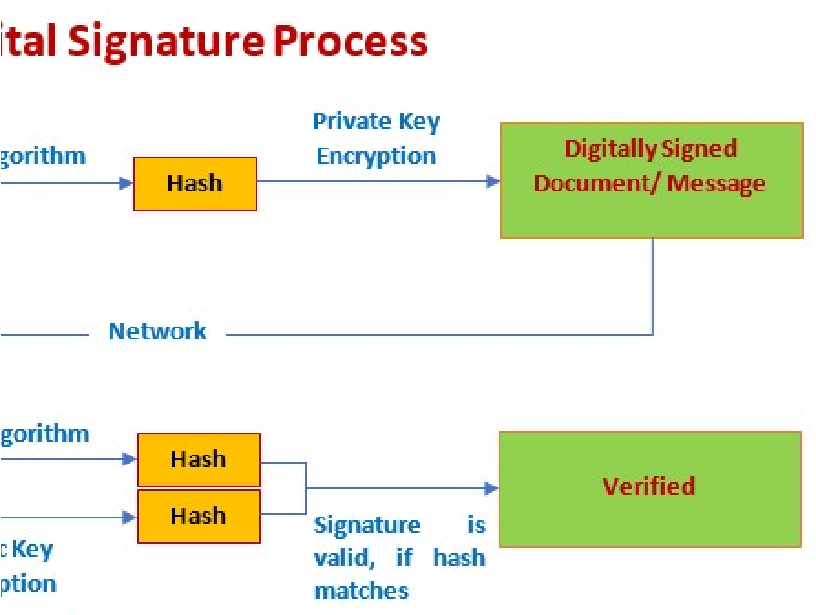 ital Signature Process
Private Key
Encryption
gorithm
Hash
Digitally Signed
Document/ Message
Network
gorithm
Hash
Hash
c Key
ption
Signature is
valid, if hash
matches
Verified